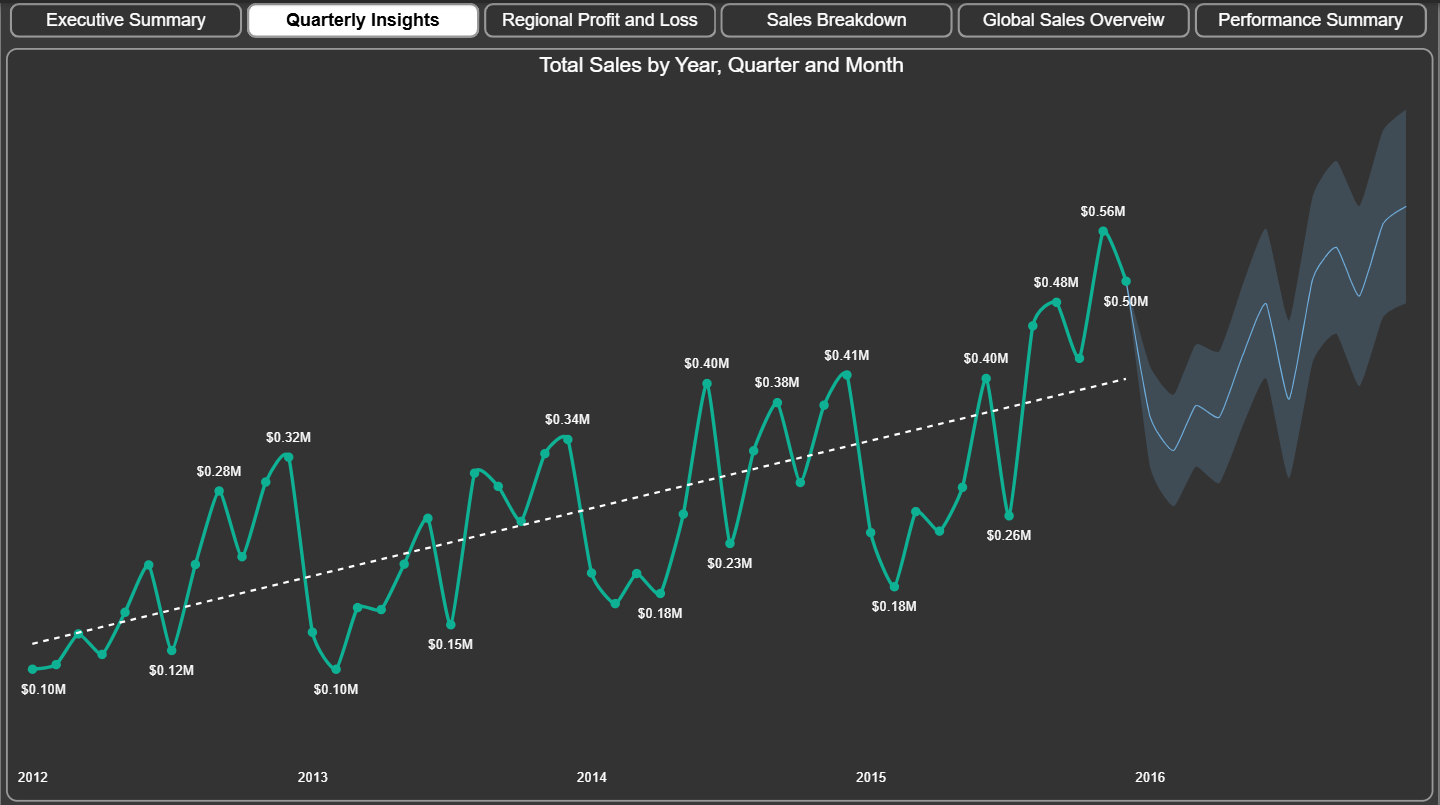 Executive Summary
Quarterly Insights
Regional Profit and Loss
Sales Breakdown
Global Sales Overveiw
Performance Summary
Total Sales by Year, Quarter and Month
$0.10M
$0.12M
$0.28M
$0.32M
$0.10M
$0.15M
$0.34M
$0.18M
$0.40M
$0.23M
$0.38M
$0.41M
$0.18M
$0.40M
$0.26M
$0.48M
$0.56M
$0.50M
2012
2013
2014
2015
2016